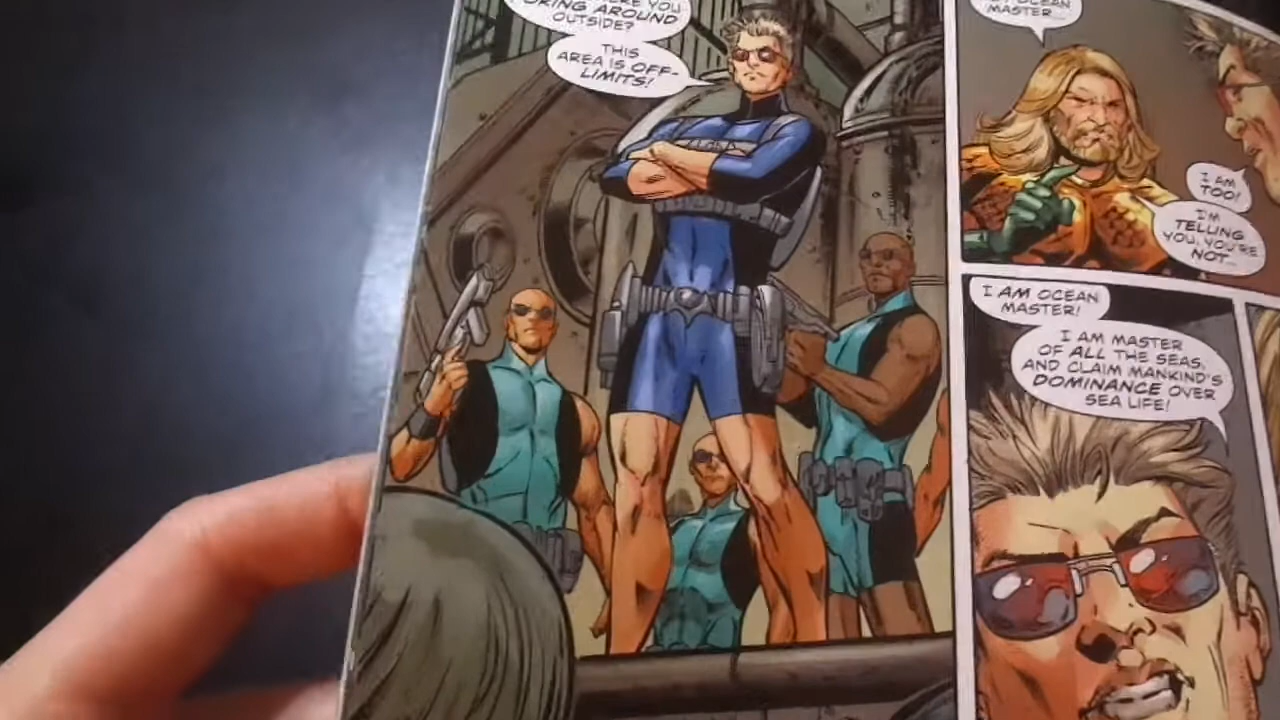 YOU
AROUND
OUTSIDE?
THIS
AREA IS OFF-
LIMITS!
OCEAN
MASTER...
I AM
TOO!
I'M
TELLING
YOU, YOU'RE
NOT...
I AM OCEAN
MASTER!
I AM MASTER
OF ALL THE SEAS,
AND CLAIM MANKIND'S
DOMINANCE OVER
SEA LIFE!